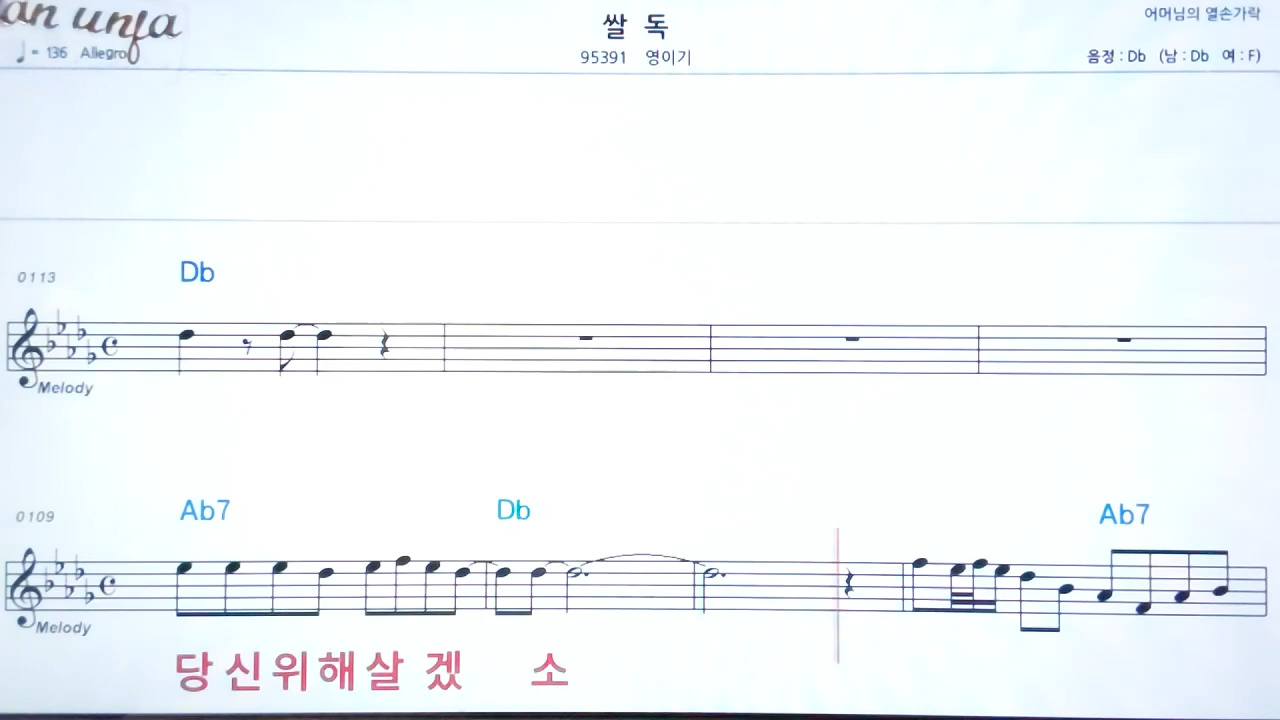 an unja
♩= 136 Allegro
쌀 독
95391 영이기
어머님의 열손가락
음정 : Db (남 : Db 여 : F)
0113
Db
Melody
0109
Ab7 Db Ab7
Melody
당 신 위 해 살 겠 소